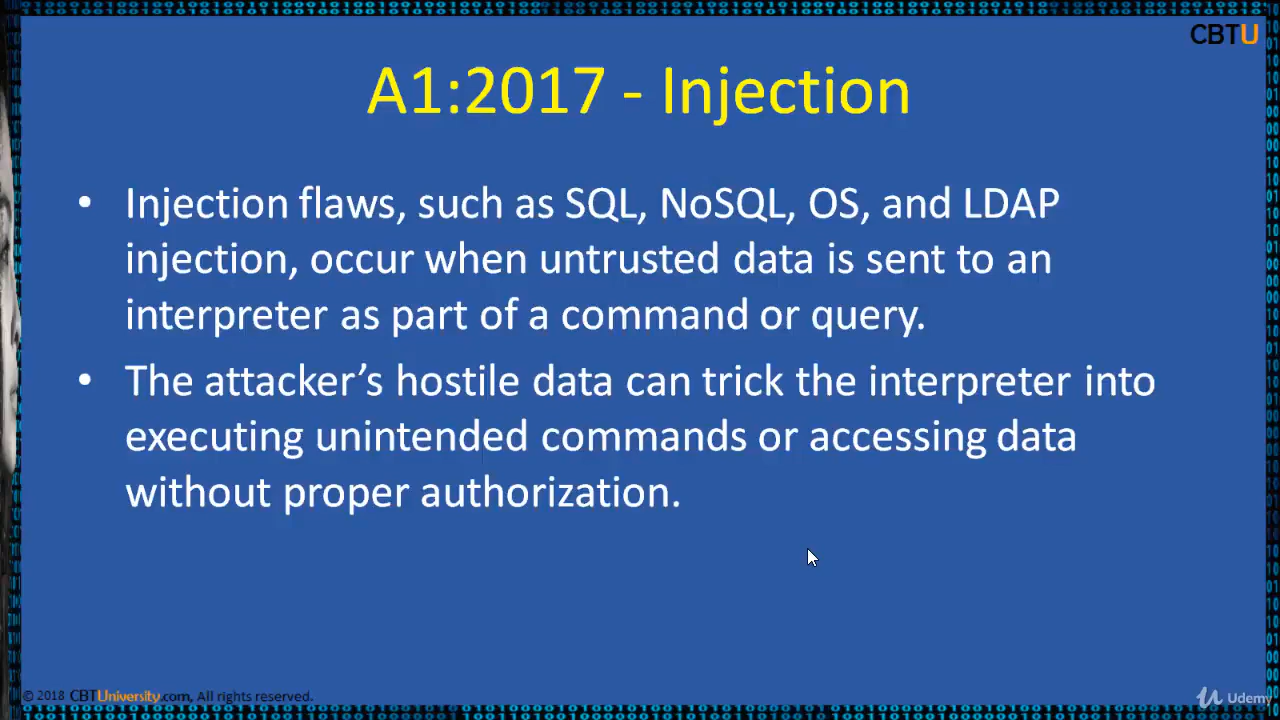 CBTU
A1:2017 - Injection
• Injection flaws, such as SQL, NoSQL, OS, and LDAP
injection, occur when untrusted data is sent to an
interpreter as part of a command or query.
• The attacker’s hostile data can trick the interpreter into
executing unintended commands or accessing data
without proper authorization.
© 2018 CBTUniversity.com, All rights reserved.
Udemy